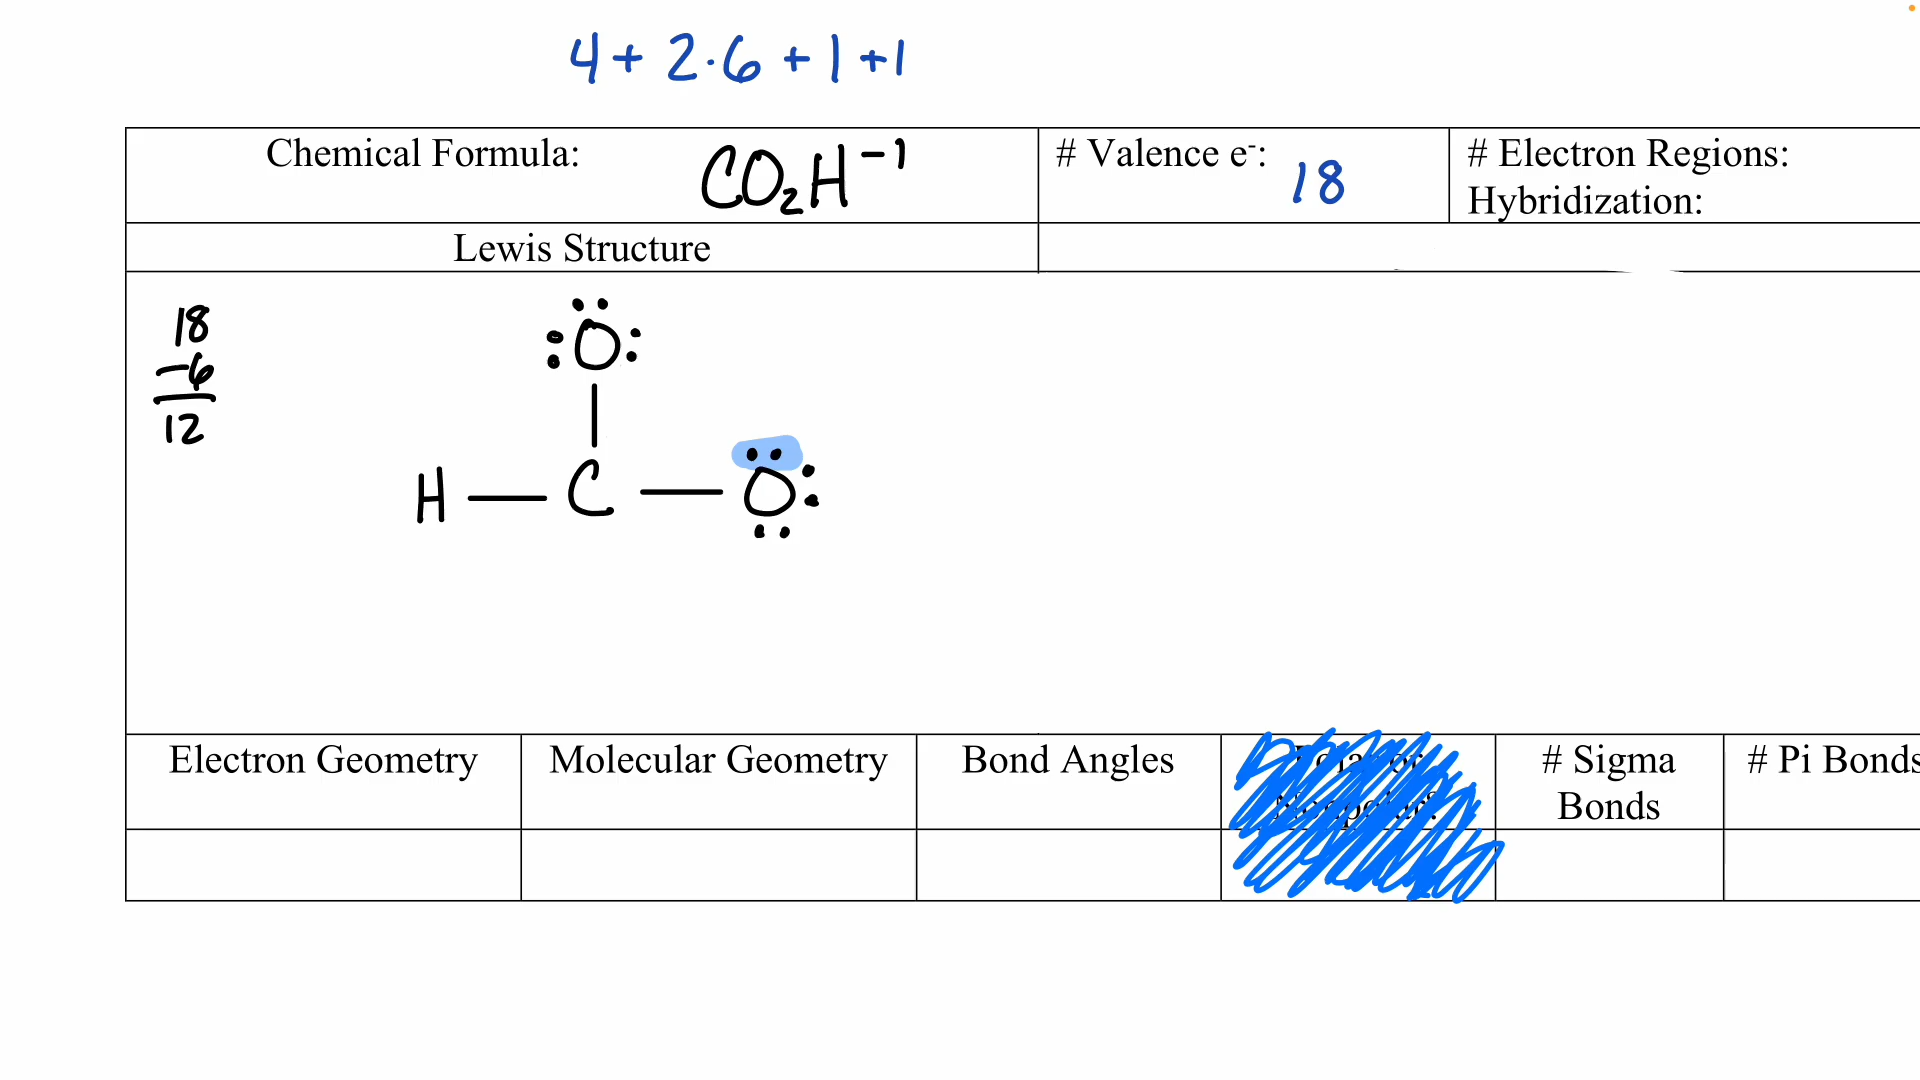 4 + 2·6 + 1 + 1
Chemical Formula: CO₂H⁻¹
# Valence e⁻: 18
# Electron Regions:
Hybridization:
Lewis Structure
18
−6
12
O
H — C — O
Electron Geometry
Molecular Geometry
Bond Angles
# Sigma
Bonds
# Pi Bonds